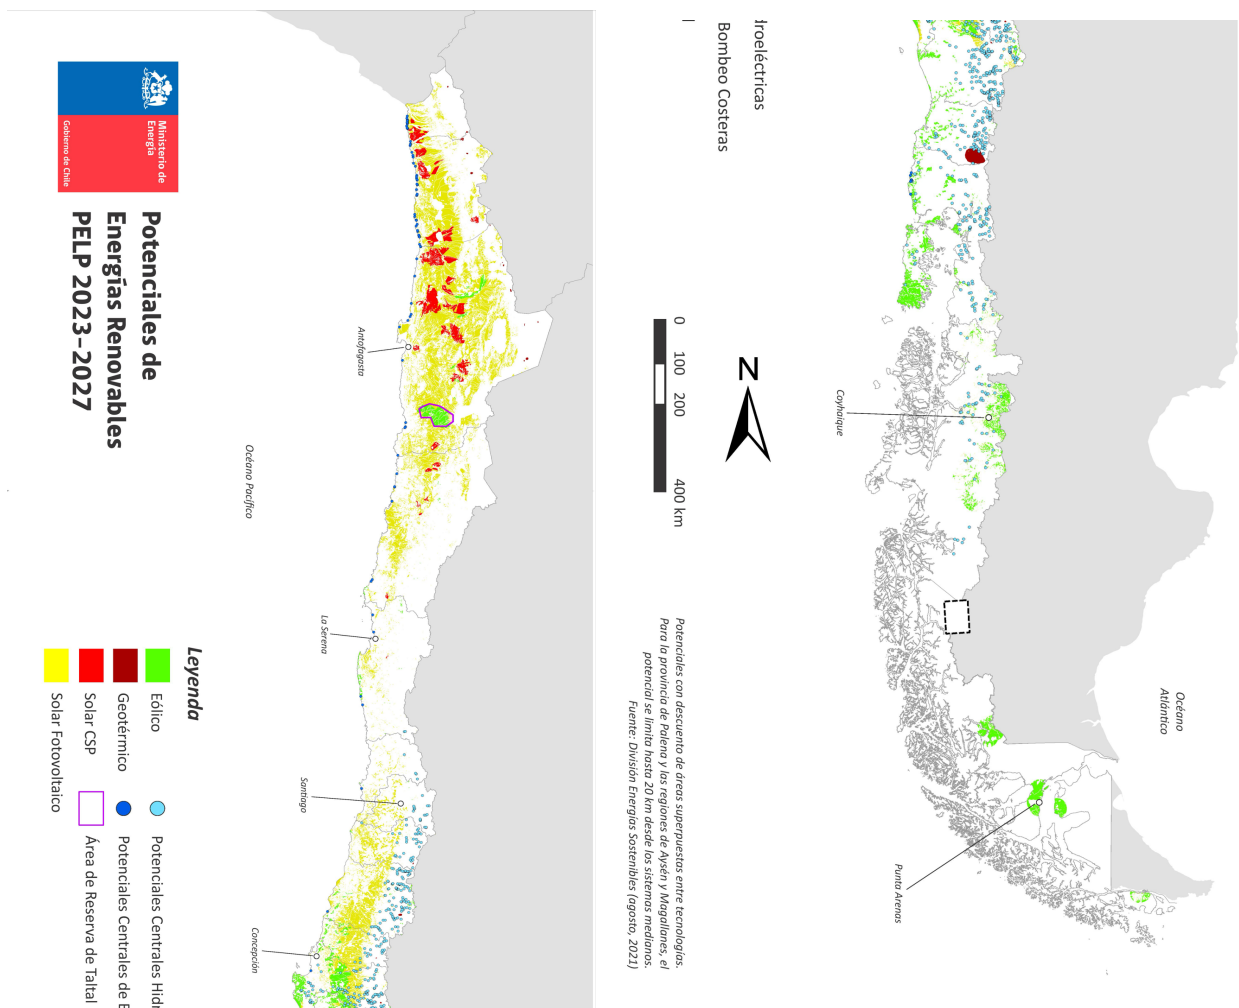 Ministerio de
Energía
Gobierno de Chile
Potenciales de
Energías Renovables
PELP 2023–2027
Antofagasta
Océano Pacífico
La Serena
Santiago
Concepción
Leyenda
Eólico
Geotérmico
Solar CSP
Solar Fotovoltaico
Potenciales Centrales Hidr
Potenciales Centrales de B
Área de Reserva de Taltal
droeléctricas
Bombeo Costeras
N
0 100 200 400 km
Coyhaique
Océano
Atlántico
Punta Arenas
Potenciales con descuento de áreas superpuestas entre tecnologías.
Para la provincia de Palena y las regiones de Aysén y Magallanes, el
potencial se limita hasta 20 km desde los sistemas medianos.
Fuente: División Energías Sostenibles (agosto, 2021)